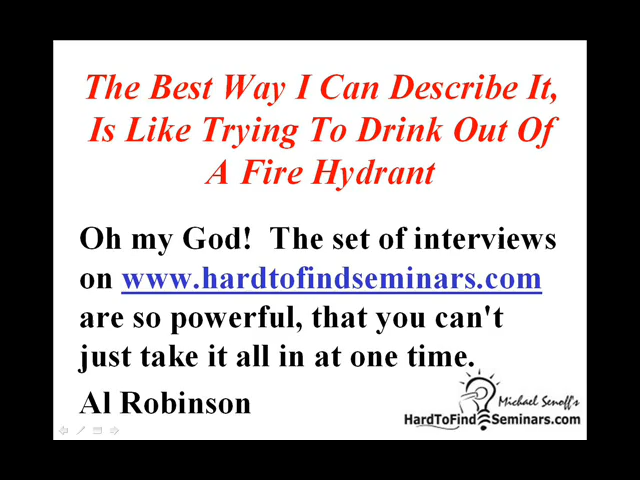 The Best Way I Can Describe It,
Is Like Trying To Drink Out Of
A Fire Hydrant
Oh my God!  The set of interviews
on www.hardtofindseminars.com
are so powerful, that you can't
just take it all in at one time.
Al Robinson
Michael Senoff's
HardToFindSeminars.com